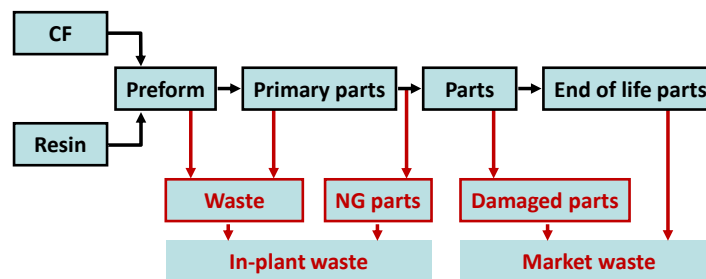 CF
Preform
Primary parts
Parts
End of life parts
Resin
Waste
NG parts
Damaged parts
In-plant waste
Market waste